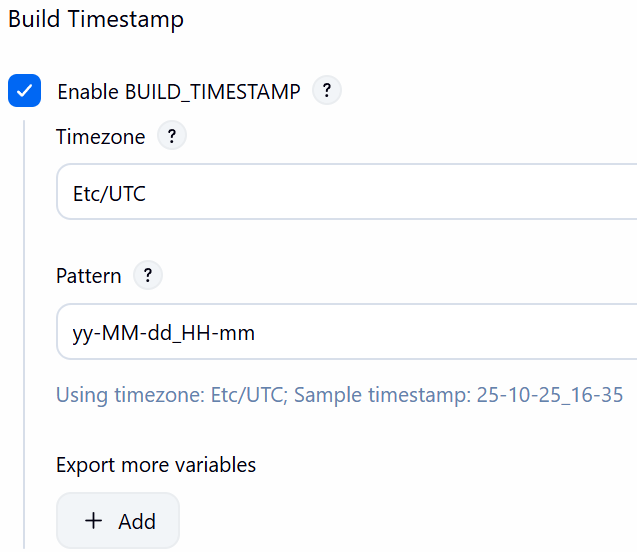 Build Timestamp
Enable BUILD_TIMESTAMP ?
Timezone ?
Etc/UTC
Pattern ?
yy-MM-dd_HH-mm
Using timezone: Etc/UTC; Sample timestamp: 25-10-25_16-35
Export more variables
+ Add